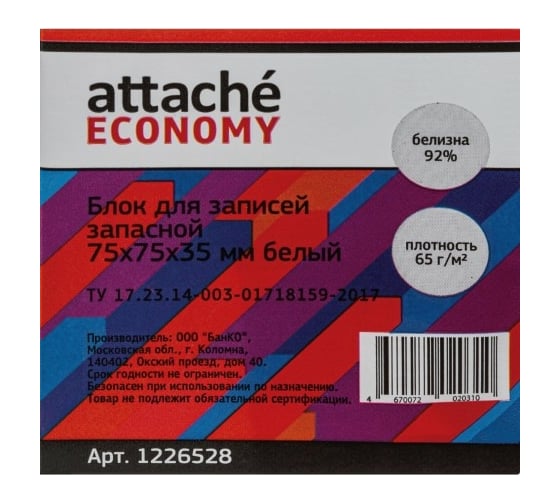 attaché
ECONOMY
белизна
92%
Блок для записей
запасной
75х75х35 мм белый
плотность
65 г/м²
ТУ 17.23.14-003-01718159-2017
Производитель: ООО "БанКО",
Московская обл., г. Коломна,
140402, Окский проезд, дом 40.
Срок годности не ограничен.
Безопасен при использовании по назначению.
Товар не подлежит обязательной сертификации.
4 670072 020310
Арт. 1226528